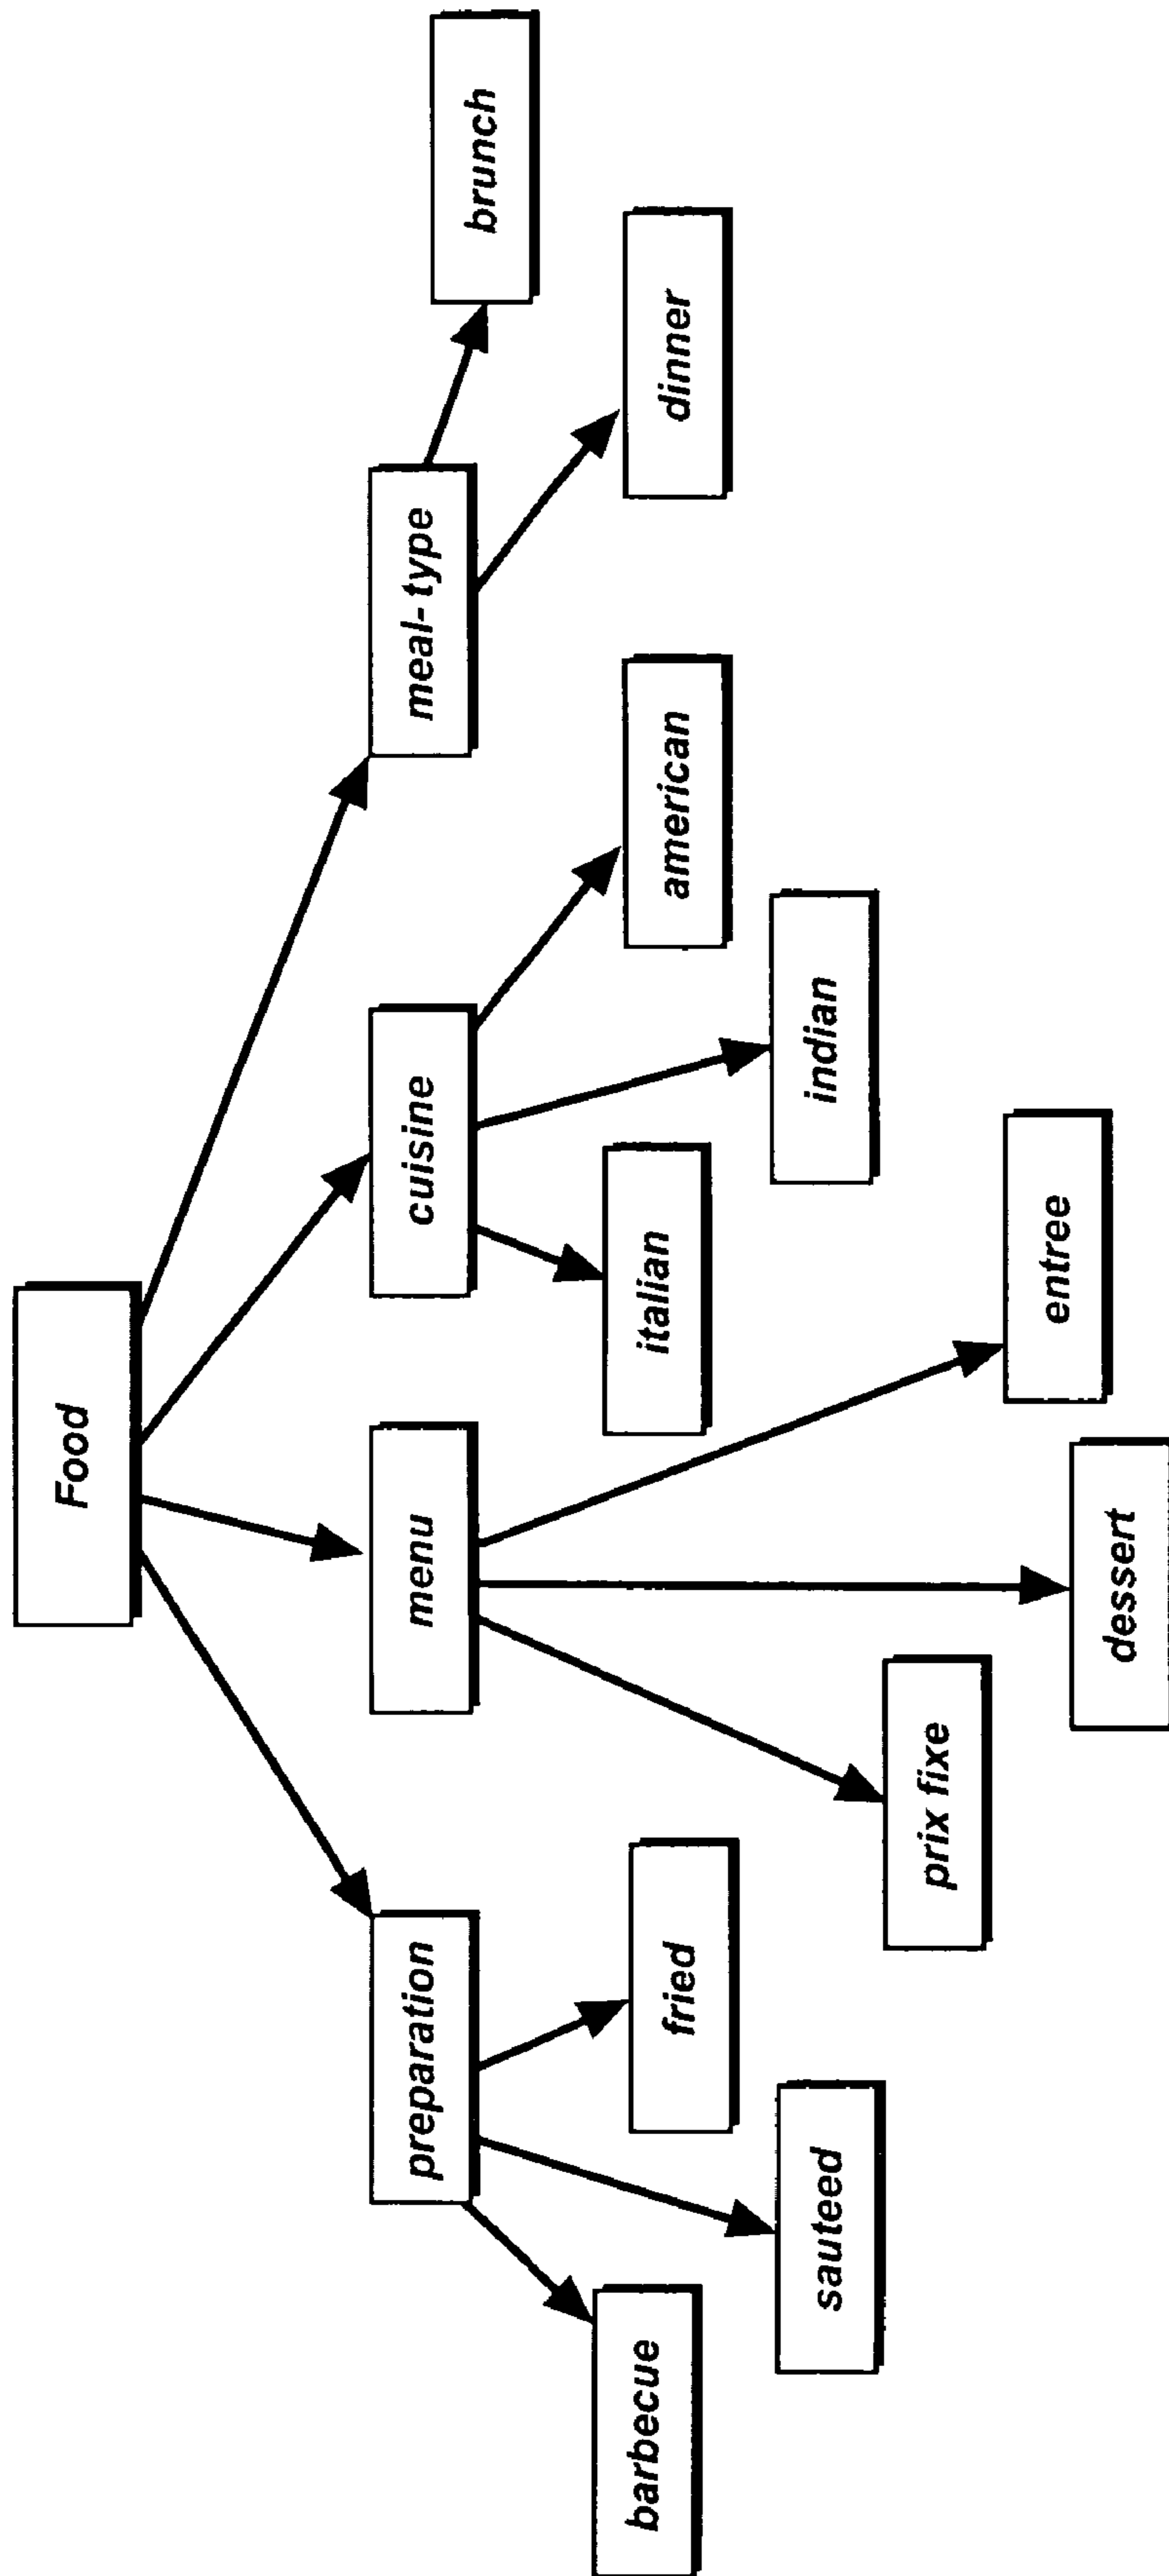 Food
preparation
menu
cuisine
meal- type
barbecue
sauteed
fried
prix fixe
dessert
entree
italian
indian
american
dinner
brunch